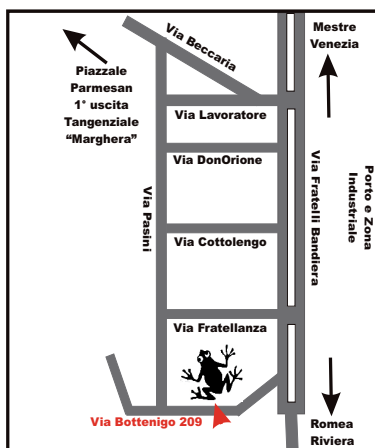 Via Beccaria
Mestre
Venezia
Piazzale
Parmesan
1° uscita
Tangenziale
“Marghera”
Via Lavoratore
Via DonOrione
Via Pasini
Via Cottolengo
Via Fratelli Bandiera
Porto e Zona
Industriale
Via Fratellanza
Via Bottenigo 209
Romea
Riviera